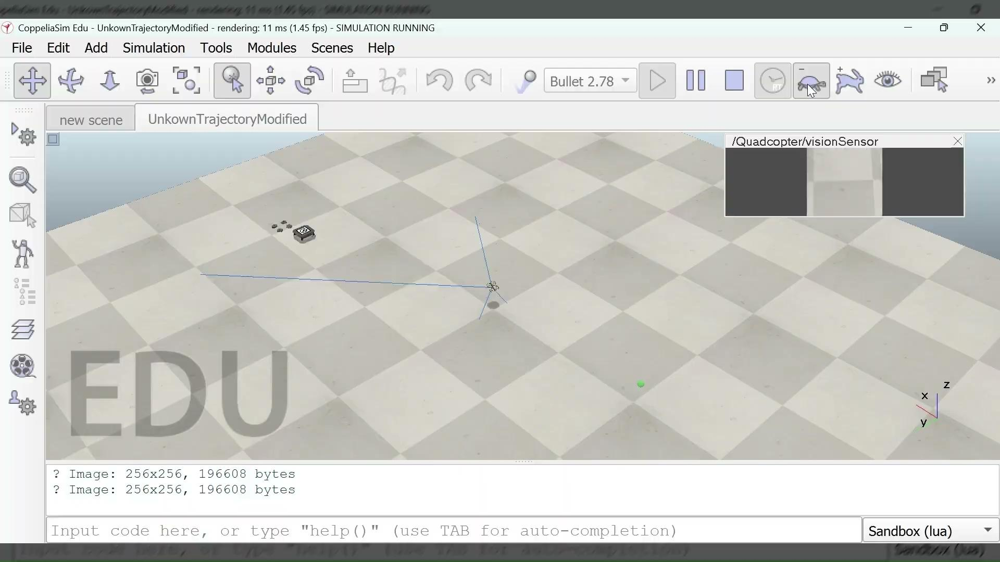 CoppeliaSim Edu - UnkownTrajectoryModified - rendering: 11 ms (1.45 fps) - SIMULATION RUNNING
File Edit Add Simulation Tools Modules Scenes Help
Bullet 2.78
RT
new scene
UnkownTrajectoryModified
/Quadcopter/visionSensor
EDU
z
x
y
? Image: 256x256, 196608 bytes
? Image: 256x256, 196608 bytes
Input code here, or type "help()" (use TAB for auto-completion)
Sandbox (lua)